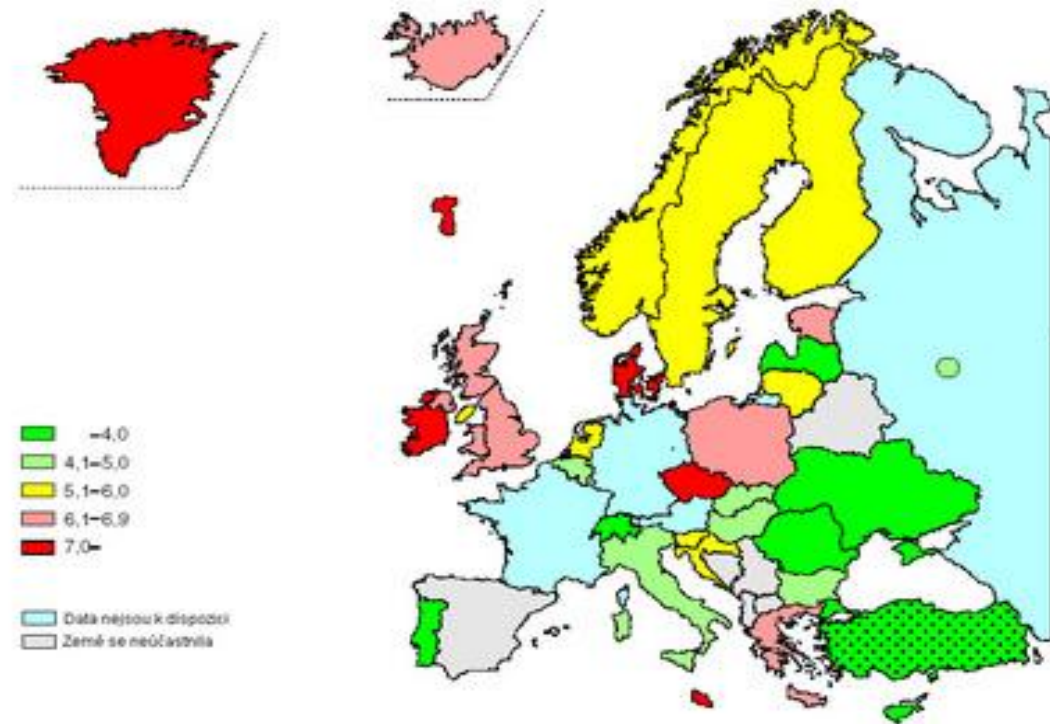 –4,0
4,1–5,0
5,1–6,0
6,1–6,9
7,0–
Data nejsou k dispozici
Země se neúčastnila